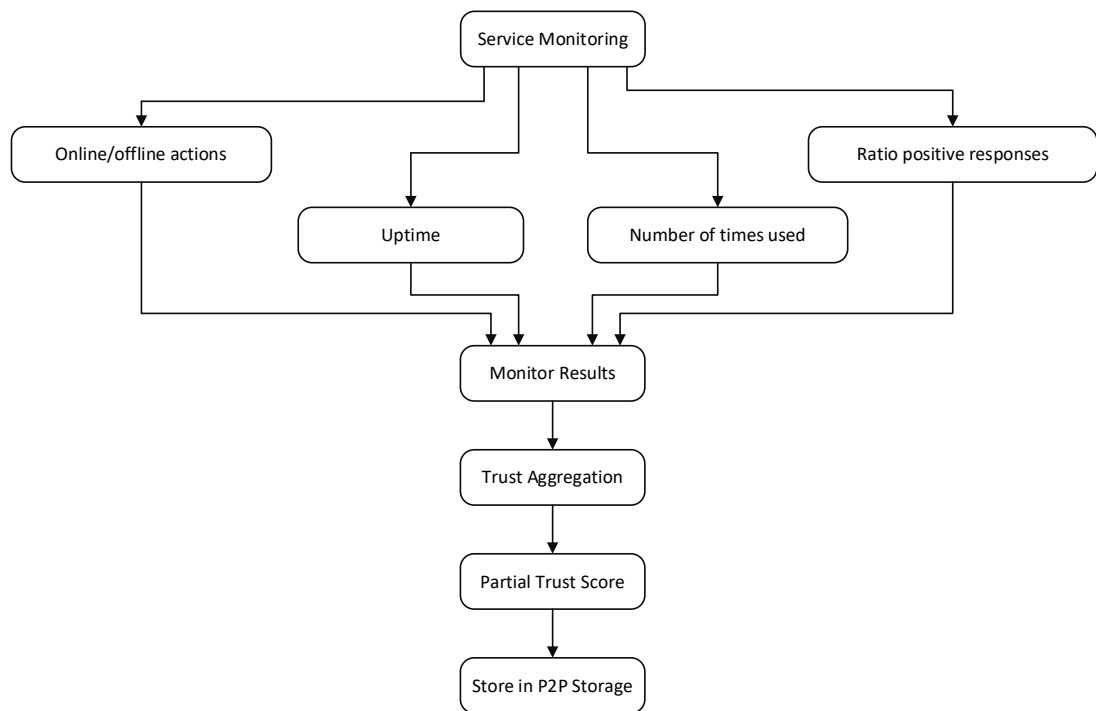 Service Monitoring
Online/offline actions
Ratio positive responses
Uptime
Number of times used
Monitor Results
Trust Aggregation
Partial Trust Score
Store in P2P Storage